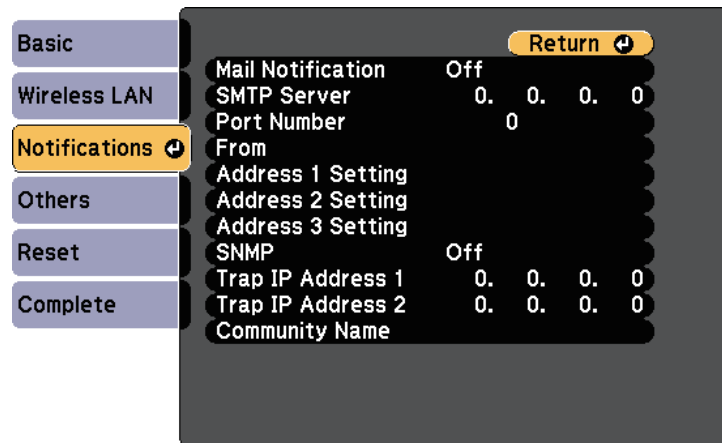 Basic
Wireless LAN
Notifications
Others
Reset
Complete
Return
Mail Notification Off
SMTP Server 0. 0. 0. 0
Port Number 0
From
Address 1 Setting
Address 2 Setting
Address 3 Setting
SNMP Off
Trap IP Address 1 0. 0. 0. 0
Trap IP Address 2 0. 0. 0. 0
Community Name